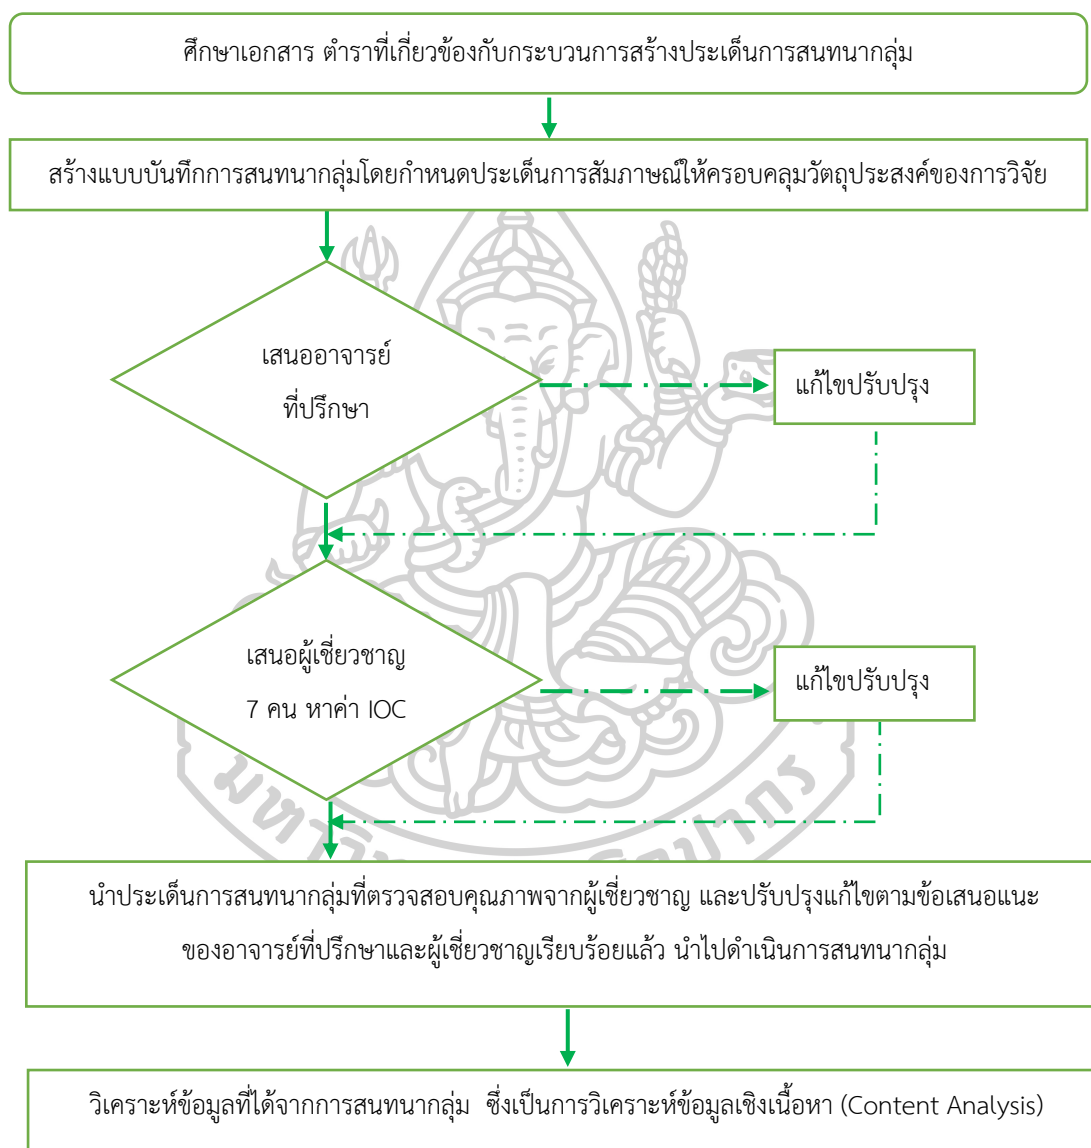 ศึกษาเอกสาร ตำราที่เกี่ยวข้องกับกระบวนการสร้างประเด็นการสนทนากลุ่ม
สร้างแบบบันทึกการสนทนากลุ่มโดยกำหนดประเด็นการสัมภาษณ์ให้ครอบคลุมวัตถุประสงค์ของการวิจัย
เสนออาจารย์
ที่ปรึกษา
แก้ไขปรับปรุง
เสนอผู้เชี่ยวชาญ
7 คน หาค่า IOC
แก้ไขปรับปรุง
นำประเด็นการสนทนากลุ่มที่ตรวจสอบคุณภาพจากผู้เชี่ยวชาญ และปรับปรุงแก้ไขตามข้อเสนอแนะ
ของอาจารย์ที่ปรึกษาและผู้เชี่ยวชาญเรียบร้อยแล้ว นำไปดำเนินการสนทนากลุ่ม
วิเคราะห์ข้อมูลที่ได้จากการสนทนากลุ่ม ซึ่งเป็นการวิเคราะห์ข้อมูลเชิงเนื้อหา (Content Analysis)